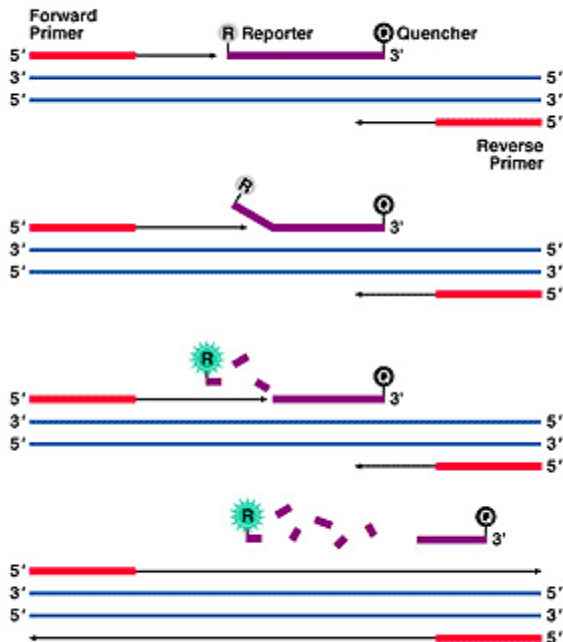 Forward
Primer
R Reporter Q Quencher
5′ 3′
3′ 5′
5′ 3′
5′
Reverse
Primer
R Q
5′ 3′
3′ 5′
5′ 3′
5′
R Q
5′ 3′
3′ 5′
5′ 3′
5′
R Q
3′
5′
3′ 5′
5′ 3′
5′